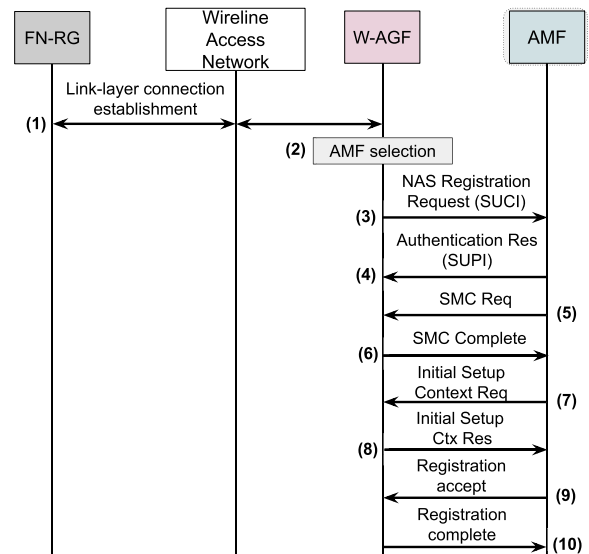 FN-RG
Wireline
Access
Network
W-AGF
AMF
Link-layer connection
establishment
(1)
(2)
AMF selection
NAS Registration
Request (SUCI)
(3)
Authentication Res
(SUPI)
(4)
SMC Req
(5)
SMC Complete
(6)
Initial Setup
Context Req
(7)
Initial Setup
Ctx Res
(8)
Registration
accept
(9)
Registration
complete
(10)